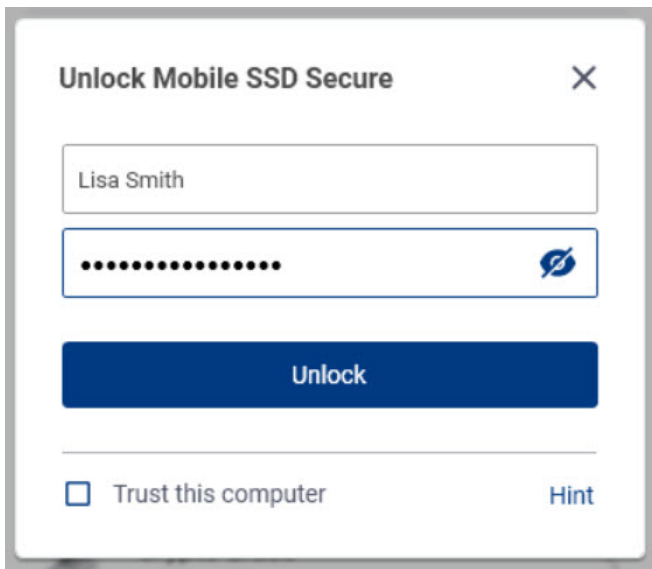 Unlock Mobile SSD Secure
Lisa Smith
••••••••••••••••
Unlock
Trust this computer
Hint